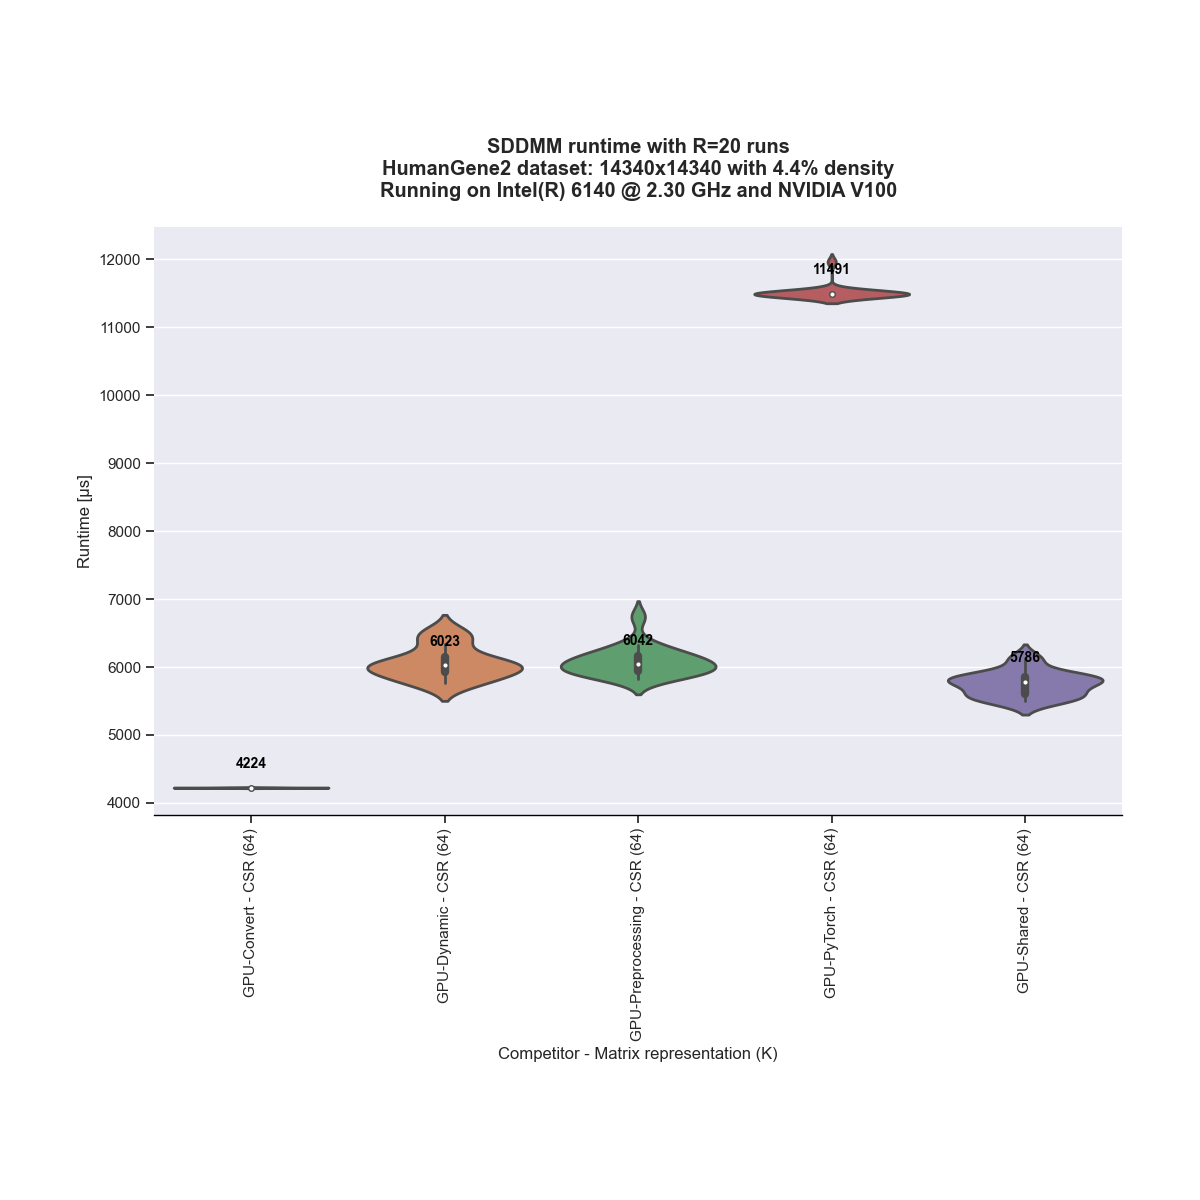 SDDMM runtime with R=20 runs
HumanGene2 dataset: 14340x14340 with 4.4% density
Running on Intel(R) 6140 @ 2.30 GHz and NVIDIA V100
12000
11000
10000
9000
8000
7000
6000
5000
4000
Runtime [µs]
4224
6023
6042
11491
5786
GPU-Convert - CSR (64)
GPU-Dynamic - CSR (64)
GPU-Preprocessing - CSR (64)
GPU-PyTorch - CSR (64)
GPU-Shared - CSR (64)
Competitor - Matrix representation (K)